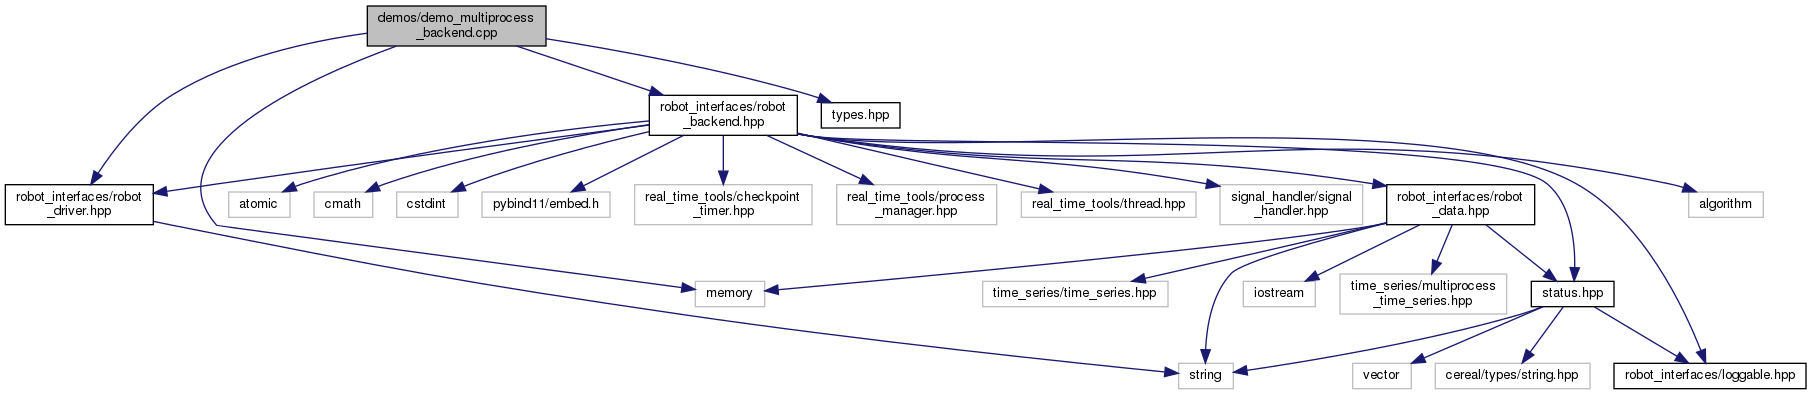 demos/demo_multiprocess
_backend.cpp
robot_interfaces/robot
_backend.hpp
types.hpp
robot_interfaces/robot
_driver.hpp
atomic
cmath
cstdint
pybind11/embed.h
real_time_tools/checkpoint
_timer.hpp
real_time_tools/process
_manager.hpp
real_time_tools/thread.hpp
signal_handler/signal
_handler.hpp
robot_interfaces/robot
_data.hpp
algorithm
memory
time_series/time_series.hpp
iostream
time_series/multiprocess
_time_series.hpp
status.hpp
string
vector
cereal/types/string.hpp
robot_interfaces/loggable.hpp